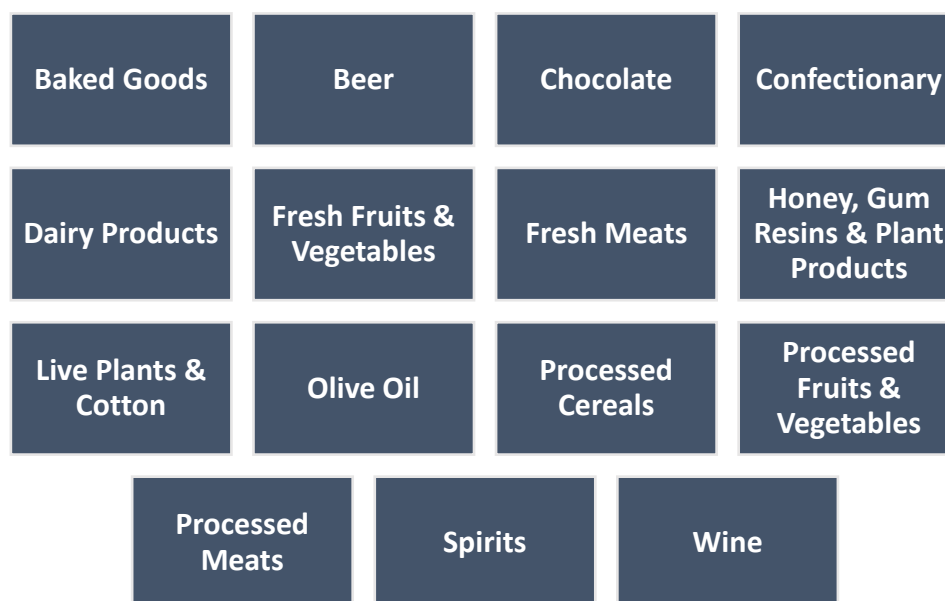 Baked Goods
Beer
Chocolate
Confectionary
Dairy Products
Fresh Fruits &
Vegetables
Fresh Meats
Honey, Gum
Resins & Plant
Products
Live Plants &
Cotton
Olive Oil
Processed
Cereals
Processed
Fruits &
Vegetables
Processed
Meats
Spirits
Wine